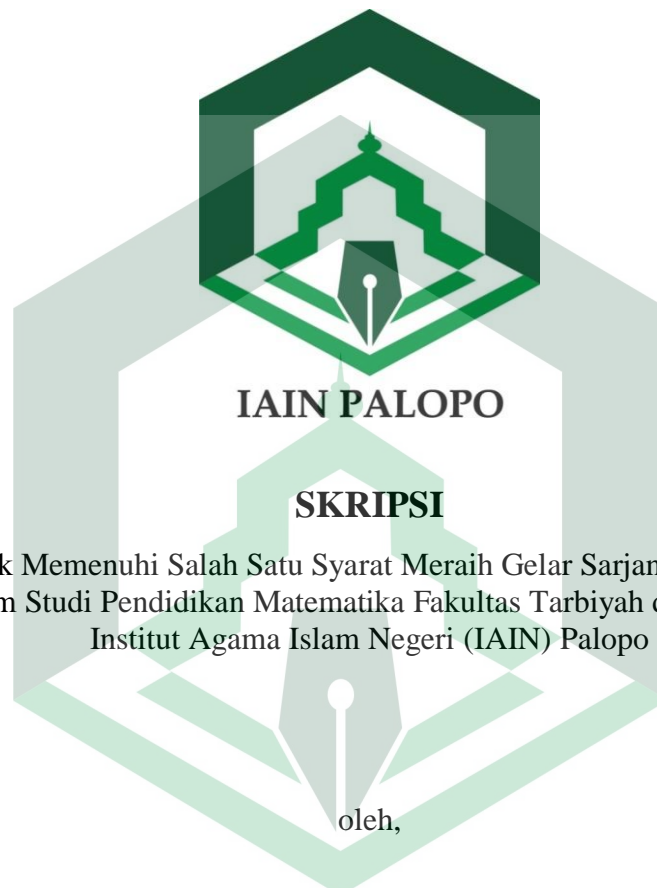 IAIN PALOPO
SKRIPSI
k Memenuhi Salah Satu Syarat Meraih Gelar Sarjan
m Studi Pendidikan Matematika Fakultas Tarbiyah d
Institut Agama Islam Negeri (IAIN) Palopo
oleh,